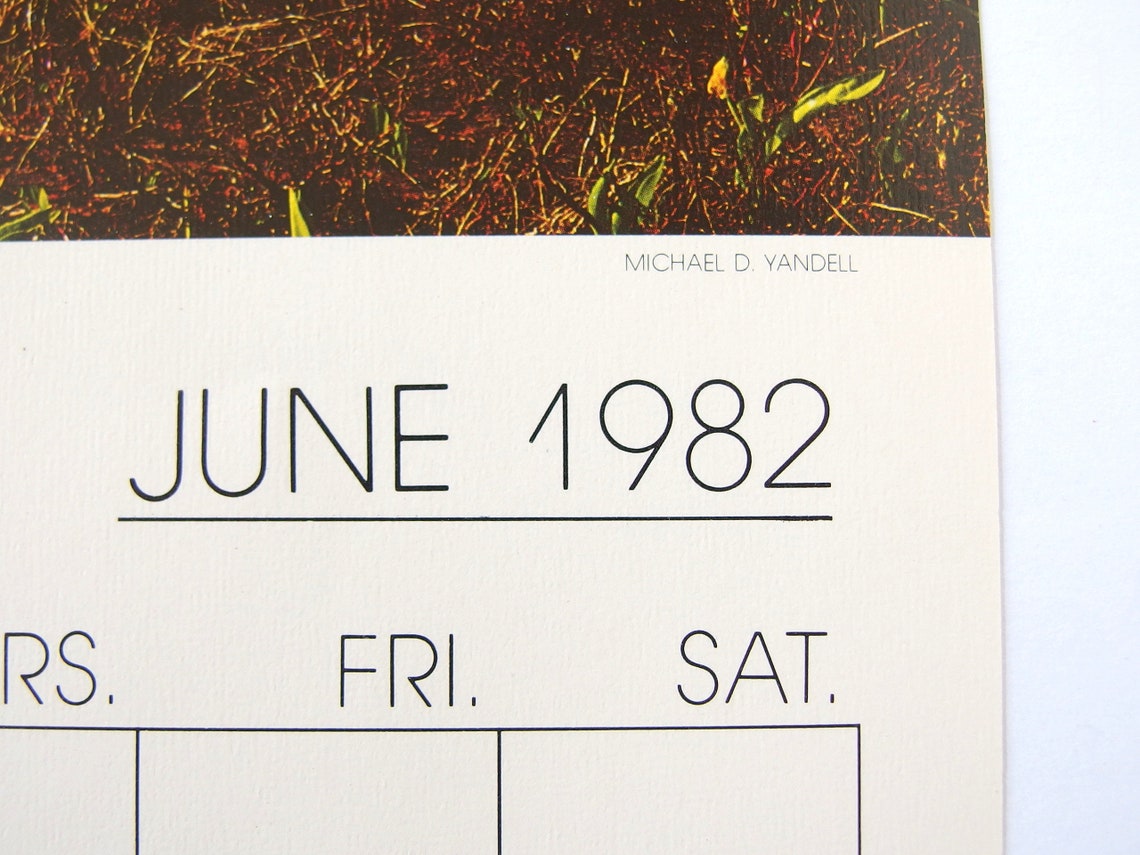 MICHAEL D. YANDELL
JUNE 1982
RS. FRI. SAT.